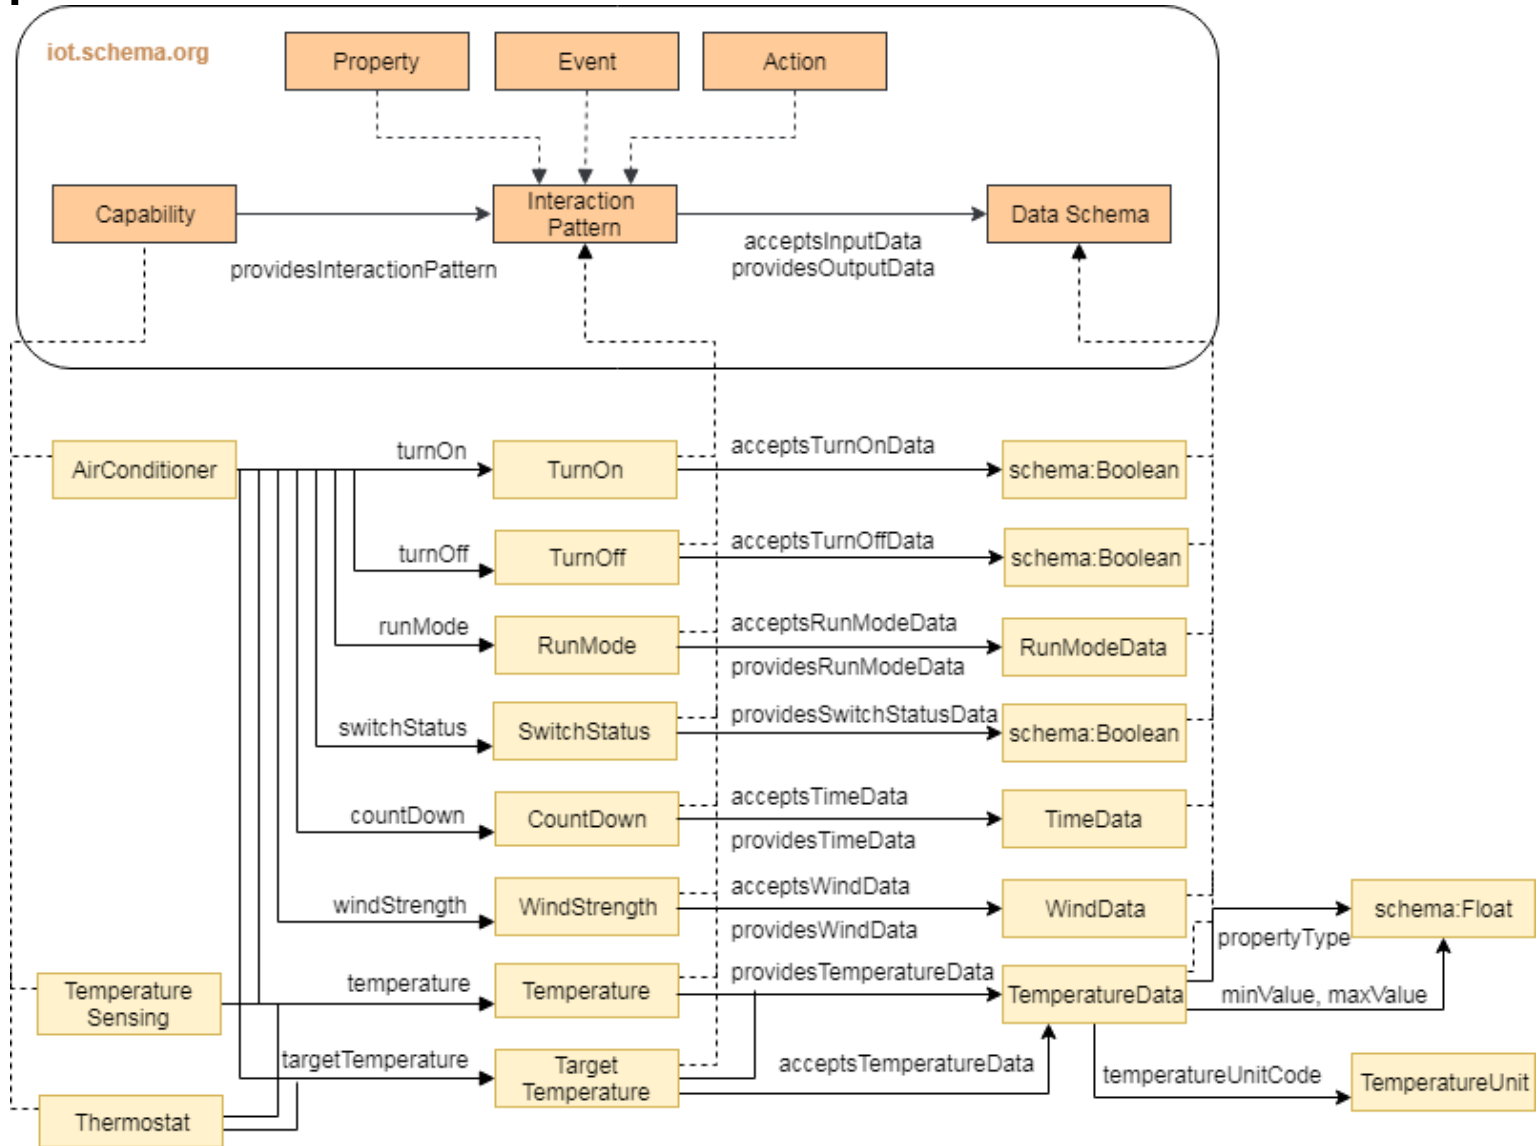 iot.schema.org
Property
Event
Action
Capability
Interaction
Pattern
Data Schema
providesInteractionPattern
acceptsInputData
providesOutputData
AirConditioner
turnOn
TurnOn
acceptsTurnOnData
schema:Boolean
turnOff
TurnOff
acceptsTurnOffData
schema:Boolean
runMode
RunMode
acceptsRunModeData
providesRunModeData
RunModeData
switchStatus
SwitchStatus
providesSwitchStatusData
schema:Boolean
countDown
CountDown
acceptsTimeData
providesTimeData
TimeData
windStrength
WindStrength
acceptsWindData
providesWindData
WindData
propertyType
schema:Float
Temperature
Sensing
temperature
Temperature
providesTemperatureData
TemperatureData
minValue, maxValue
targetTemperature
Target
Temperature
acceptsTemperatureData
temperatureUnitCode
TemperatureUnit
Thermostat